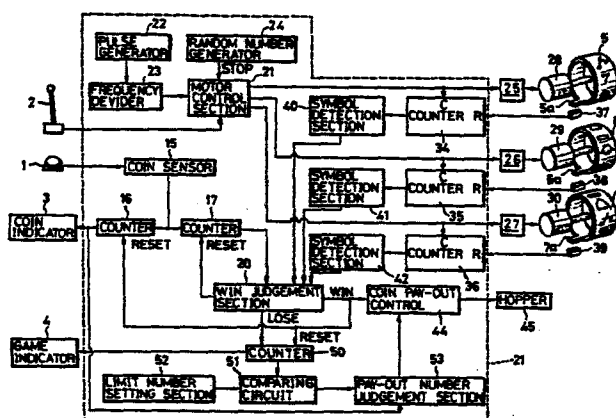 22
24
PULSE GENERATOR
RANDOM NUMBER GENERATOR
23
STOP
21
FREQUENCY DEVIDER
MOTOR CONTROL SECTION
2
15
1
COIN SENSOR
3
16
17
COIN INDICATOR
COUNTER
COUNTER
RESET
RESET
20
WIN JUDGEMENT SECTION
WIN
LOSE
RESET
4
GAME INDICATOR
COUNTER
50
52
51
53
LIMIT NUMBER SETTING SECTION
COMPARING CIRCUIT
PAY-OUT NUMBER JUDGEMENT SECTION
COIN PAY-OUT CONTROL
44
HOPPER
45
21
40
SYMBOL DETECTION SECTION
C
COUNTER R
34
25
28
5
5a
37
SYMBOL DETECTION SECTION
41
C
COUNTER R
35
26
29
6a
38
30
SYMBOL DETECTION SECTION
42
C
COUNTER R
36
27
7a
39